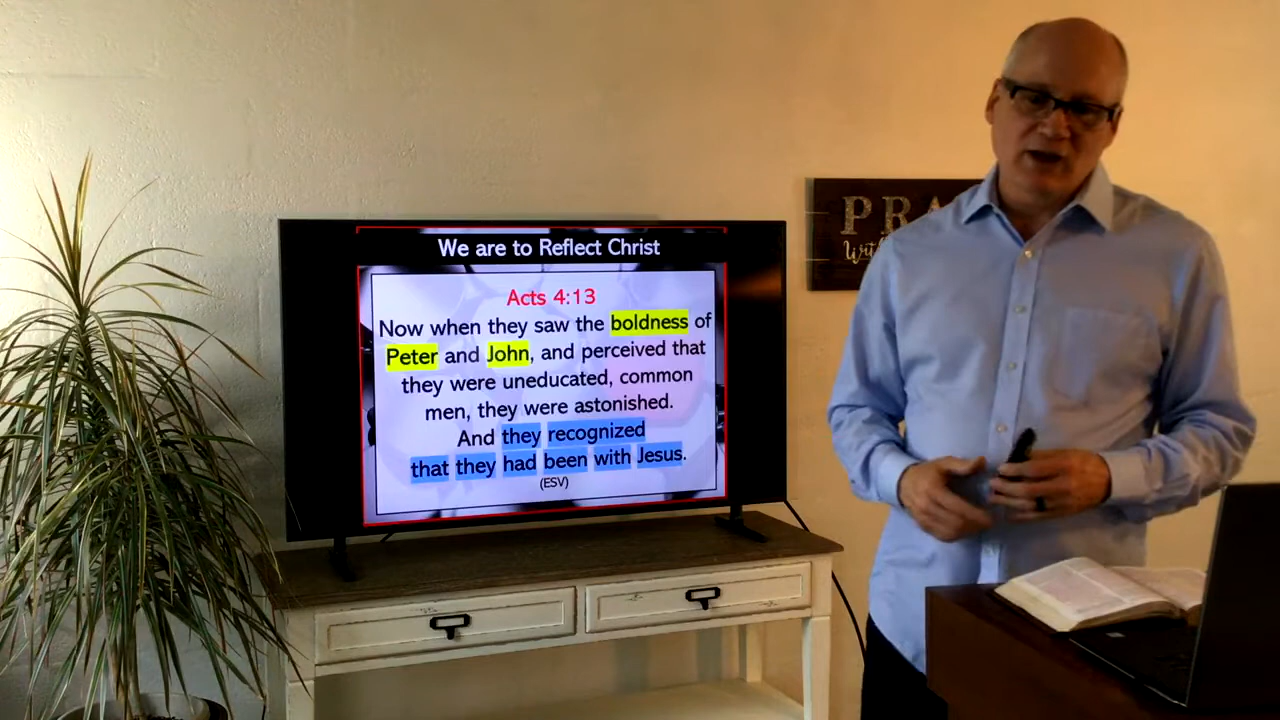 We are to Reflect Christ
Acts 4:13
Now when they saw the boldness of
Peter and John, and perceived that
they were uneducated, common
men, they were astonished.
And they recognized
that they had been with Jesus.
(ESV)